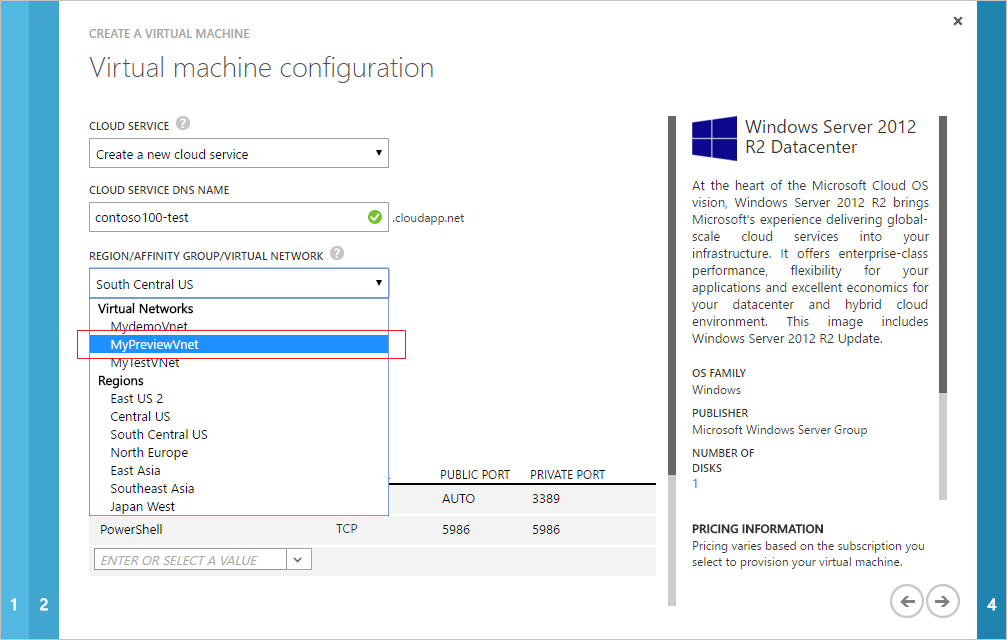 CREATE A VIRTUAL MACHINE
Virtual machine configuration
CLOUD SERVICE ?
Create a new cloud service
CLOUD SERVICE DNS NAME
contoso100-test
.cloudapp.net
REGION/AFFINITY GROUP/VIRTUAL NETWORK ?
South Central US
Virtual Networks
MydemoVnet
MyPreviewVnet
MyTestVNet
Regions
East US 2
Central US
South Central US
North Europe
East Asia
Southeast Asia
Japan West
PUBLIC PORT PRIVATE PORT
AUTO 3389
PowerShell TCP 5986 5986
ENTER OR SELECT A VALUE
Windows Server 2012
R2 Datacenter
At the heart of the Microsoft Cloud OS
vision, Windows Server 2012 R2 brings
Microsoft's experience delivering global-
scale cloud services into your
infrastructure. It offers enterprise-class
performance, flexibility for your
applications and excellent economics for
your datacenter and hybrid cloud
environment. This image includes
Windows Server 2012 R2 Update.
OS FAMILY
Windows
PUBLISHER
Microsoft Windows Server Group
NUMBER OF
DISKS
1
PRICING INFORMATION
Pricing varies based on the subscription you
select to provision your virtual machine.
1 2
4